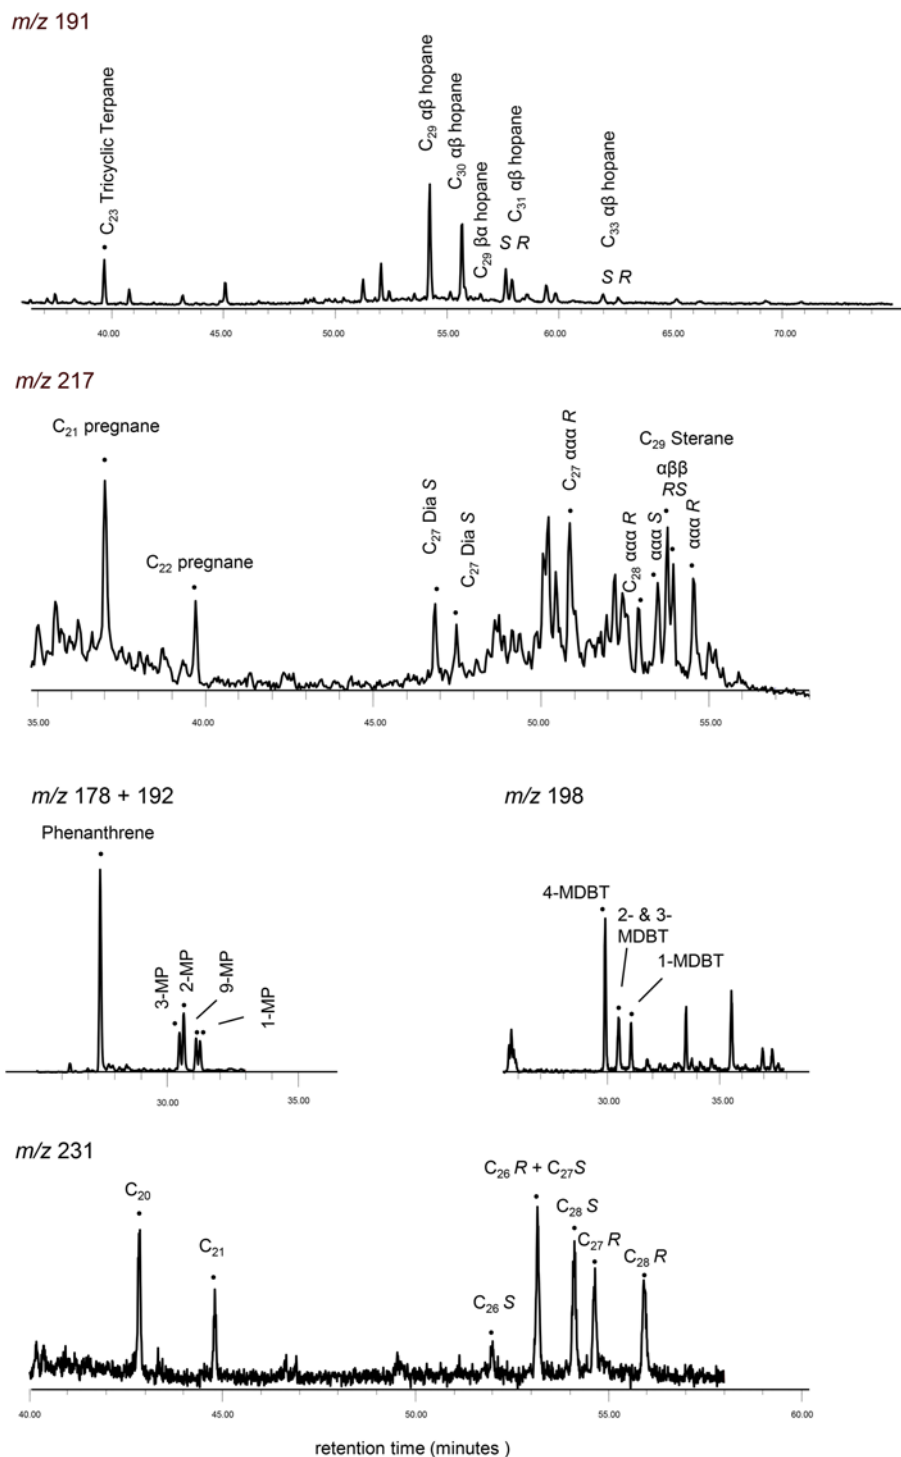 m/z 191
C23 Tricyclic Terpane
C29 αβ hopane
C30 αβ hopane
C29 βα hopane
S R
C31 αβ hopane
C33 αβ hopane
S R
40.00 45.00 50.00 55.00 60.00 65.00 70.00
m/z 217
C21 pregnane
C22 pregnane
C27 Dia S
C27 Dia S
C27 ααα R
C28 ααα R
C29 Sterane
ααα S
αββ
RS
ααα R
35.00 40.00 45.00 50.00 55.00
m/z 178 + 192
Phenanthrene
3-MP
2-MP
9-MP
1-MP
30.00 35.00
m/z 198
4-MDBT
2- & 3-
MDBT
1-MDBT
30.00 35.00
m/z 231
C20
C21
C26 S
C26 R + C27S
C28 S
C27 R
C28 R
40.00 45.00 50.00 55.00 60.00
retention time (minutes )